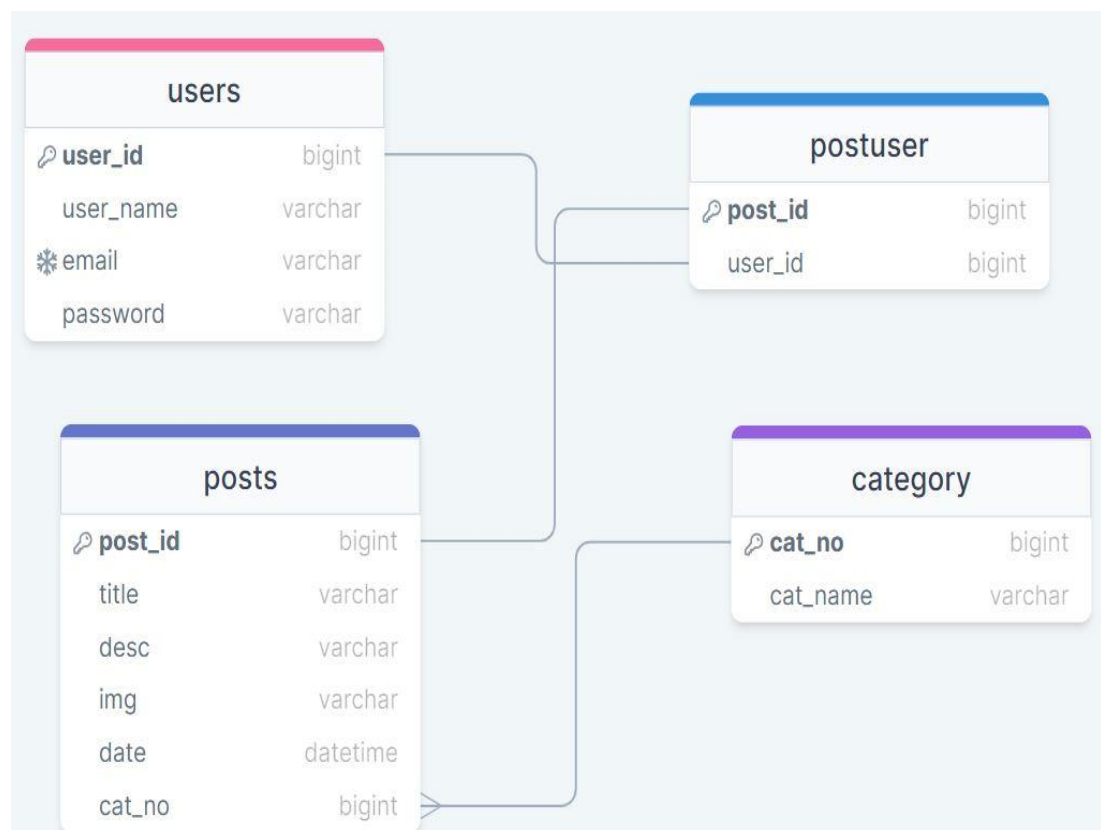 users
user_id bigint
user_name varchar
email varchar
password varchar
postuser
post_id bigint
user_id bigint
posts
post_id bigint
title varchar
desc varchar
img varchar
date datetime
cat_no bigint
category
cat_no bigint
cat_name varchar